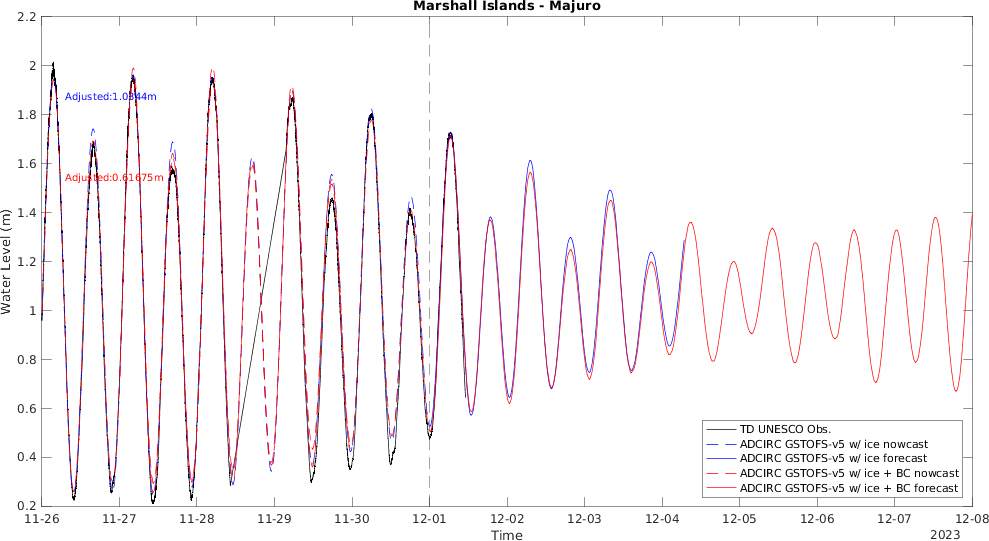 Marshall Islands - Majuro
2.2
2
1.8
1.6
1.4
1.2
1
0.8
0.6
0.4
0.2
Water Level (m)
Adjusted:1.0344m
Adjusted:0.61675m
TD UNESCO Obs.
ADCIRC GSTOFS-v5 w/ ice nowcast
ADCIRC GSTOFS-v5 w/ ice forecast
ADCIRC GSTOFS-v5 w/ ice + BC nowcast
ADCIRC GSTOFS-v5 w/ ice + BC forecast
11-26 11-27 11-28 11-29 11-30 12-01 12-02 12-03 12-04 12-05 12-06 12-07 12-08
Time
2023